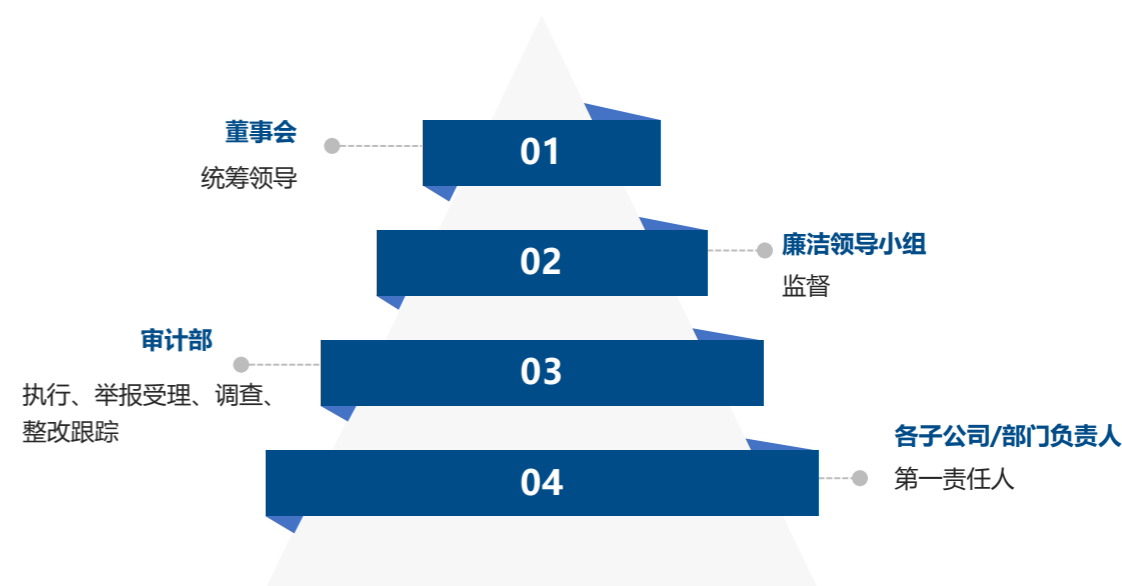 董事会
统筹领导
01
02
廉洁领导小组
监督
审计部
执行、举报受理、调查、
整改跟踪
03
04
各子公司/部门负责人
第一责任人